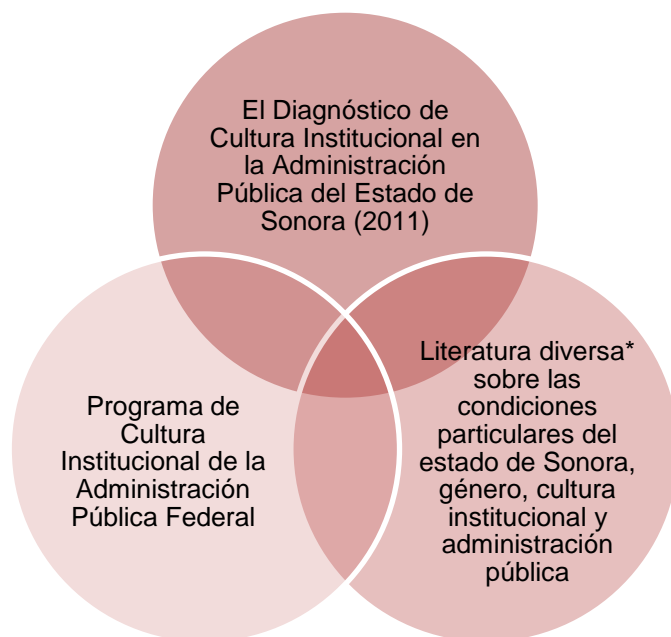 El Diagnóstico de
Cultura Institucional en
la Administración
Pública del Estado de
Sonora (2011)
Programa de
Cultura
Institucional de la
Administración
Pública Federal
Literatura diversa*
sobre las
condiciones
particulares del
estado de Sonora,
género, cultura
institucional y
administración
pública